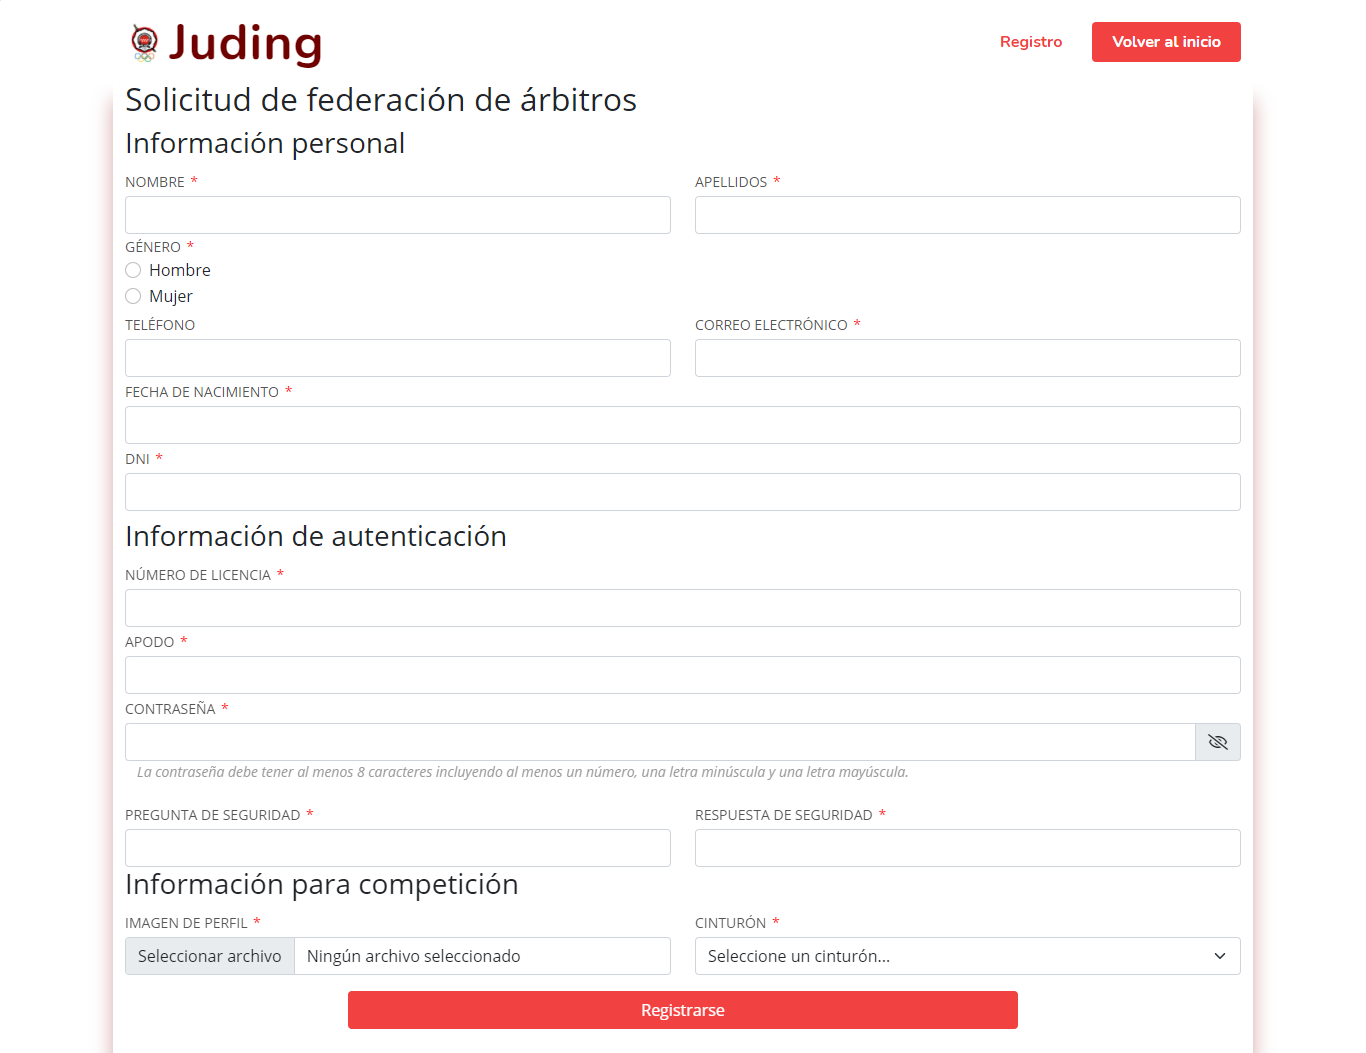 Juding
Registro
Volver al inicio
Solicitud de federación de árbitros
Información personal
NOMBRE *
APELLIDOS *
GÉNERO *
Hombre
Mujer
TELÉFONO
CORREO ELECTRÓNICO *
FECHA DE NACIMIENTO *
DNI *
Información de autenticación
NÚMERO DE LICENCIA *
APODO *
CONTRASEÑA *
La contraseña debe tener al menos 8 caracteres incluyendo al menos un número, una letra minúscula y una letra mayúscula.
PREGUNTA DE SEGURIDAD *
RESPUESTA DE SEGURIDAD *
Información para competición
IMAGEN DE PERFIL *
CINTURÓN *
Seleccionar archivo
Ningún archivo seleccionado
Seleccione un cinturón...
Registrarse